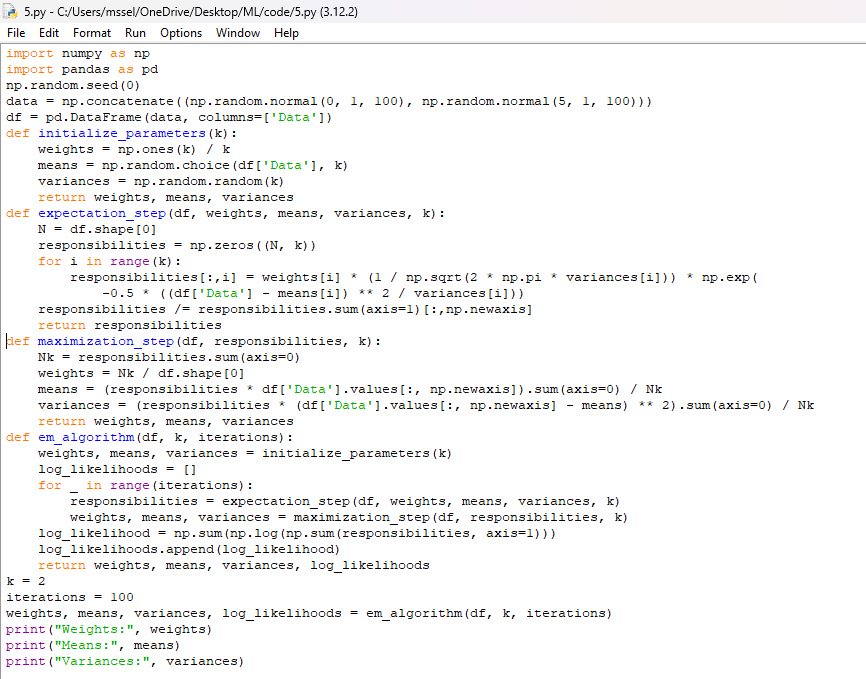 5.py - C:/Users/mssel/OneDrive/Desktop/ML/code/5.py (3.12.2)
File Edit Format Run Options Window Help
import numpy as np
import pandas as pd
np.random.seed(0)
data = np.concatenate((np.random.normal(0, 1, 100), np.random.normal(5, 1, 100)))
df = pd.DataFrame(data, columns=['Data'])
def initialize_parameters(k):
    weights = np.ones(k) / k
    means = np.random.choice(df['Data'], k)
    variances = np.random.random(k)
    return weights, means, variances
def expectation_step(df, weights, means, variances, k):
    N = df.shape[0]
    responsibilities = np.zeros((N, k))
    for i in range(k):
        responsibilities[:,i] = weights[i] * (1 / np.sqrt(2 * np.pi * variances[i])) * np.exp(
            -0.5 * ((df['Data'] - means[i]) ** 2 / variances[i]))
    responsibilities /= responsibilities.sum(axis=1)[:,np.newaxis]
    return responsibilities
def maximization_step(df, responsibilities, k):
    Nk = responsibilities.sum(axis=0)
    weights = Nk / df.shape[0]
    means = (responsibilities * df['Data'].values[:, np.newaxis]).sum(axis=0) / Nk
    variances = (responsibilities * (df['Data'].values[:, np.newaxis] - means) ** 2).sum(axis=0) / Nk
    return weights, means, variances
def em_algorithm(df, k, iterations):
    weights, means, variances = initialize_parameters(k)
    log_likelihoods = []
    for _ in range(iterations):
        responsibilities = expectation_step(df, weights, means, variances, k)
        weights, means, variances = maximization_step(df, responsibilities, k)
    log_likelihood = np.sum(np.log(np.sum(responsibilities, axis=1)))
    log_likelihoods.append(log_likelihood)
    return weights, means, variances, log_likelihoods
k = 2
iterations = 100
weights, means, variances, log_likelihoods = em_algorithm(df, k, iterations)
print("Weights:", weights)
print("Means:", means)
print("Variances:", variances)